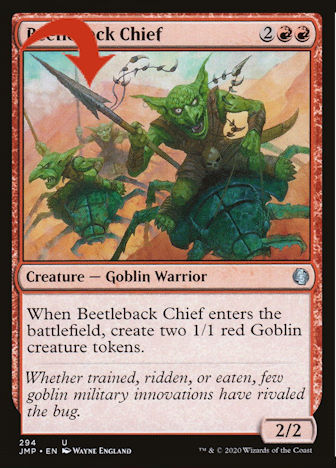 Beetleback Chief 2
Creature — Goblin Warrior
When Beetleback Chief enters the
battlefield, create two 1/1 red Goblin
creature tokens.
Whether trained, ridden, or eaten, few
goblin military innovations have rivaled
the bug.
2/2
294 U
JMP • EN Wayne England
™ & © 2020 Wizards of the Coast